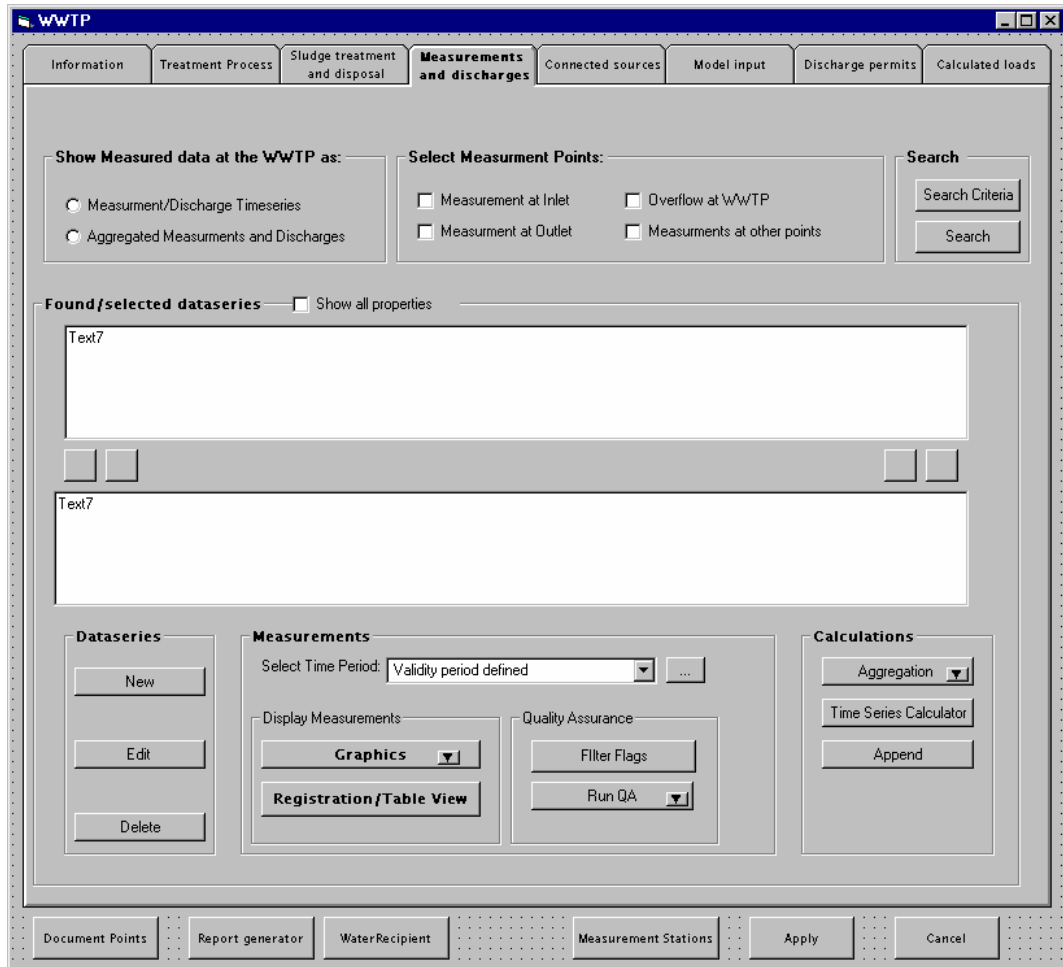 WWTP
Information
Treatment Process
Sludge treatment
and disposal
Measurements
and discharges
Connected sources
Model input
Discharge permits
Calculated loads
Show Measured data at the WWTP as:
Measurment/Discharge Timeseries
Aggregated Measurments and Discharges
Select Measurment Points:
Measurement at Inlet
Overflow at WWTP
Measurment at Outlet
Measurments at other points
Search
Search Criteria
Search
Found/selected dataseries
Show all properties
Text7
Text7
Dataseries
New
Edit
Delete
Measurements
Select Time Period:
Validity period defined
...
Display Measurements
Graphics
Registration/Table View
Quality Assurance
FIlter Flags
Run QA
Calculations
Aggregation
Time Series Calculator
Append
Document Points
Report generator
WaterRecipient
Measurement Stations
Apply
Cancel